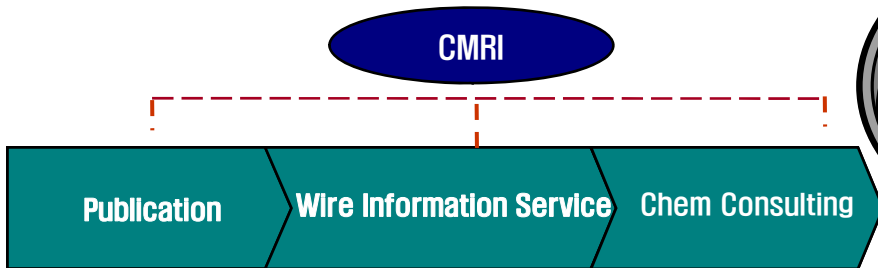 CMRI
Publication
Wire Information Service
Chem Consulting